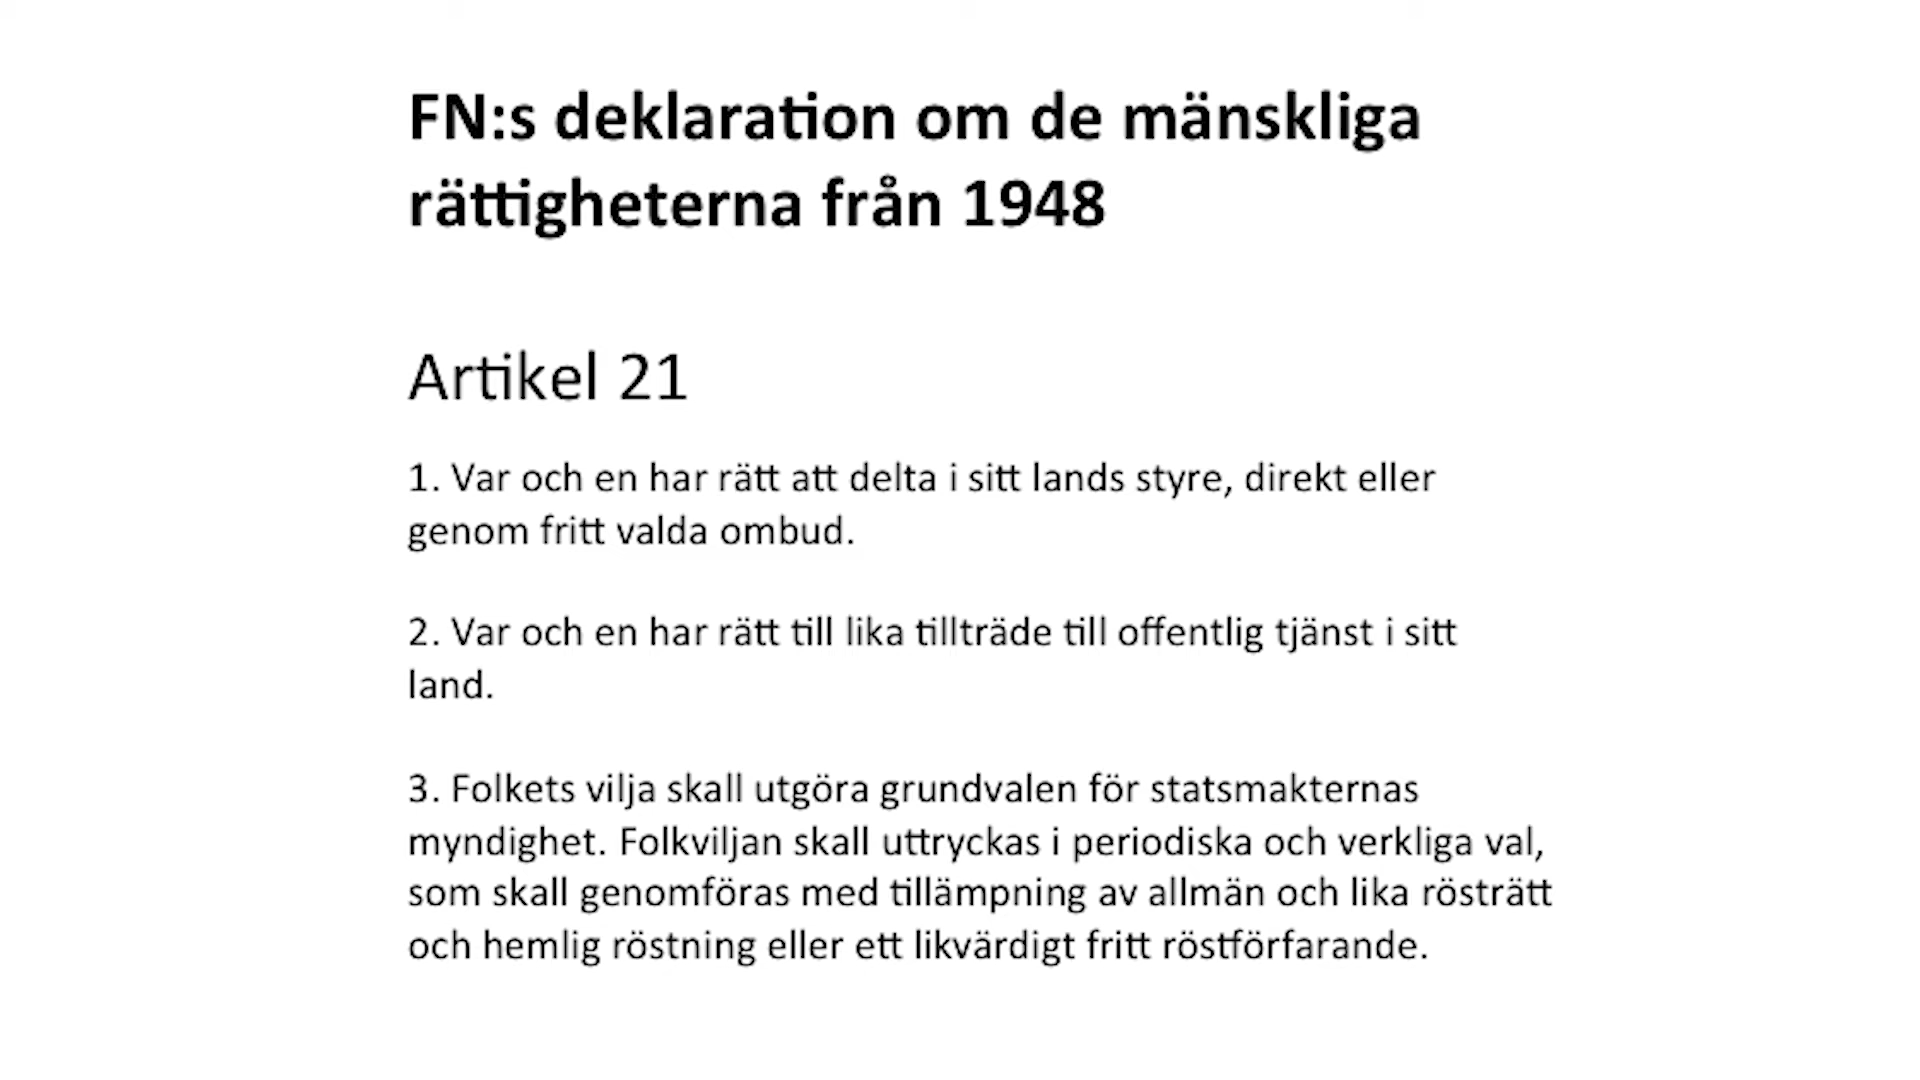 FN:s deklaration om de mänskliga
rättigheterna från 1948
Artikel 21
1. Var och en har rätt att delta i sitt lands styre, direkt eller
genom fritt valda ombud.
2. Var och en har rätt till lika tillträde till offentlig tjänst i sitt
land.
3. Folkets vilja skall utgöra grundvalen för statsmakternas
myndighet. Folkviljan skall uttryckas i periodiska och verkliga val,
som skall genomföras med tillämpning av allmän och lika rösträtt
och hemlig röstning eller ett likvärdigt fritt röstförfarande.